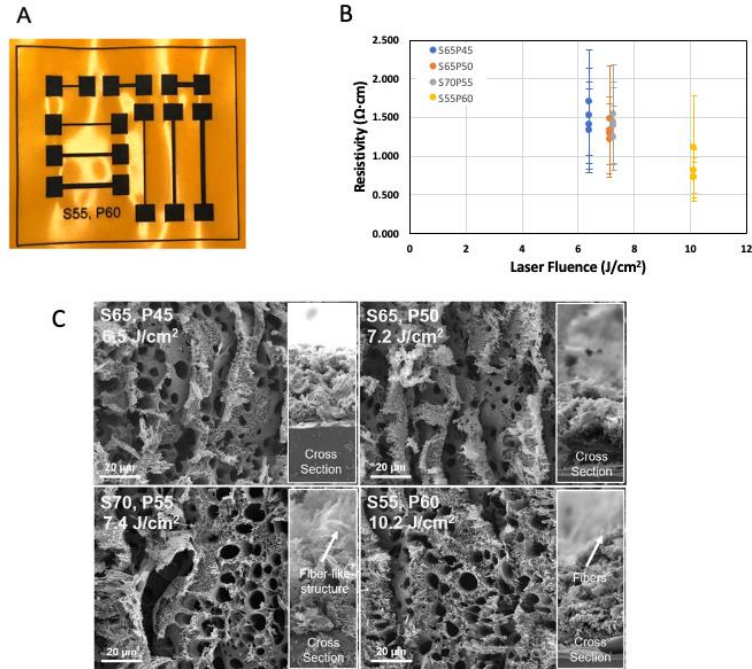 A
S55, P60
B
2.500
2.000
1.500
1.000
0.500
0.000
0
2
4
6
8
10
12
Resistivity (Ω·cm)
Laser Fluence (J/cm²)
S65P45
S65P50
S70P55
S55P60
C
S65, P45
6.5 J/cm²
20 μm
Cross
Section
S65, P50
7.2 J/cm²
20 μm
Cross
Section
S70, P55
7.4 J/cm²
20 μm
Fiber-like
structure
Cross
Section
S55, P60
10.2 J/cm²
20 μm
Fibers
Cross
Section